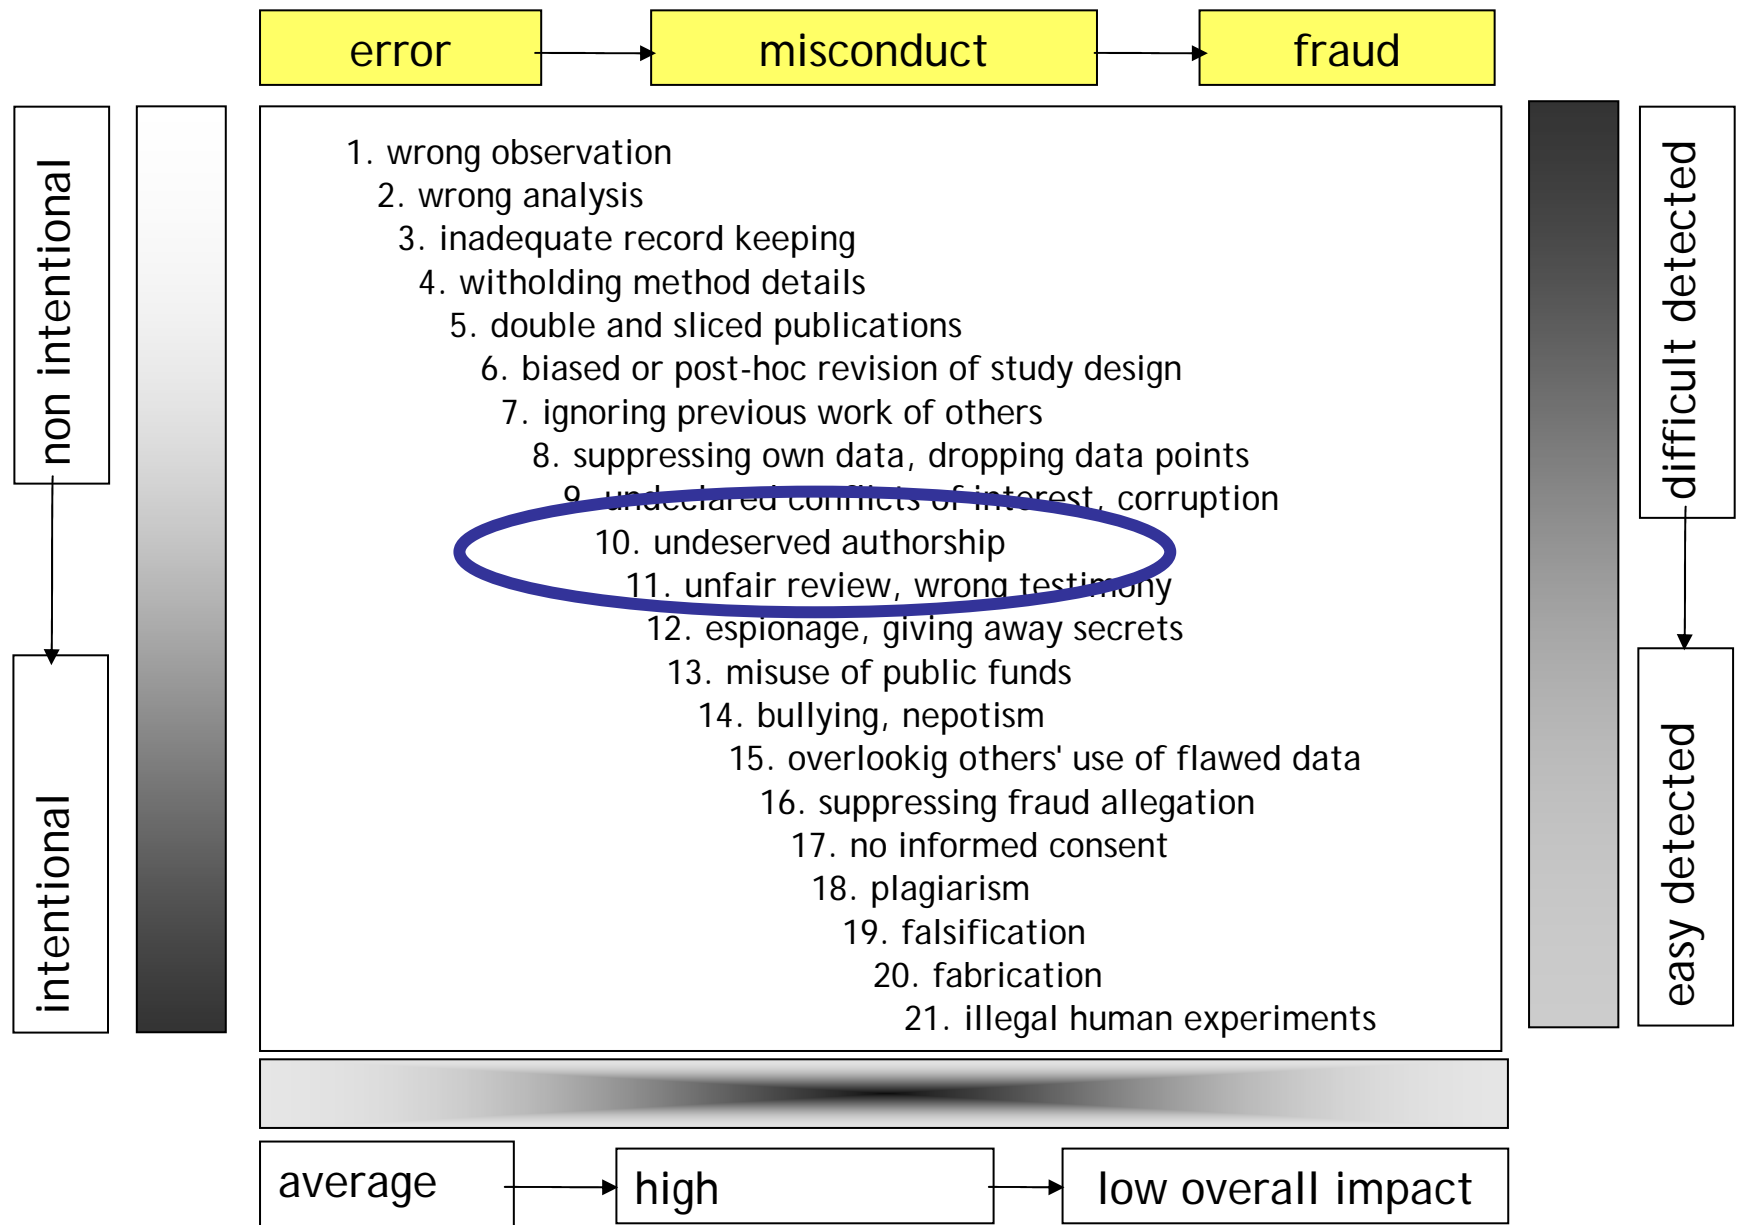 error misconduct fraud
non intentional
intentional
1. wrong observation
2. wrong analysis
3. inadequate record keeping
4. witholding method details
5. double and sliced publications
6. biased or post-hoc revision of study design
7. ignoring previous work of others
8. suppressing own data, dropping data points
9. undeclared conflicts of interest, corruption
10. undeserved authorship
11. unfair review, wrong testimony
12. espionage, giving away secrets
13. misuse of public funds
14. bullying, nepotism
15. overlookig others' use of flawed data
16. suppressing fraud allegation
17. no informed consent
18. plagiarism
19. falsification
20. fabrication
21. illegal human experiments
difficult detected
easy detected
average high low overall impact